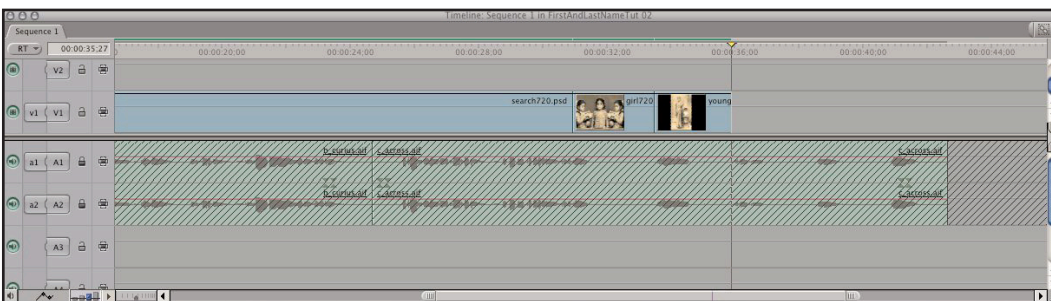 Timeline: Sequence 1 in FirstAndLastNameTut 02
Sequence 1
RT 00:00:35;27 00:00:20;00 00:00:24;00 00:00:28;00 00:00:32;00 00:00:36;00 00:00:40;00 00:00:44;00
V2
v1 V1 search720.psd girl720 young
a1 A1 b_curius.aif c_across.aif c_across.aif
a2 A2 b_curius.aif c_across.aif c_across.aif
A3
A4